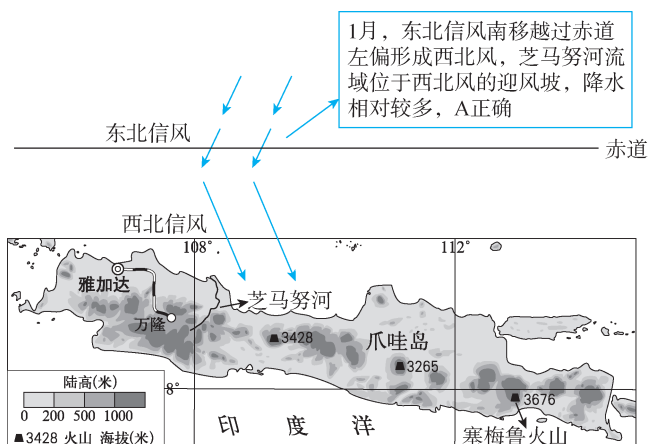 1月，东北信风南移越过赤道
左偏形成西北风，芝马努河流
域位于西北风的迎风坡，降水
相对较多，A正确
东北信风
赤道
西北信风
108°
112°
雅加达
芝马努河
万隆
3428
爪哇岛
3265
陆高(米)
8°
3676
0 200 500 1000
印度洋
3428 火山 海拔(米)
塞梅鲁火山